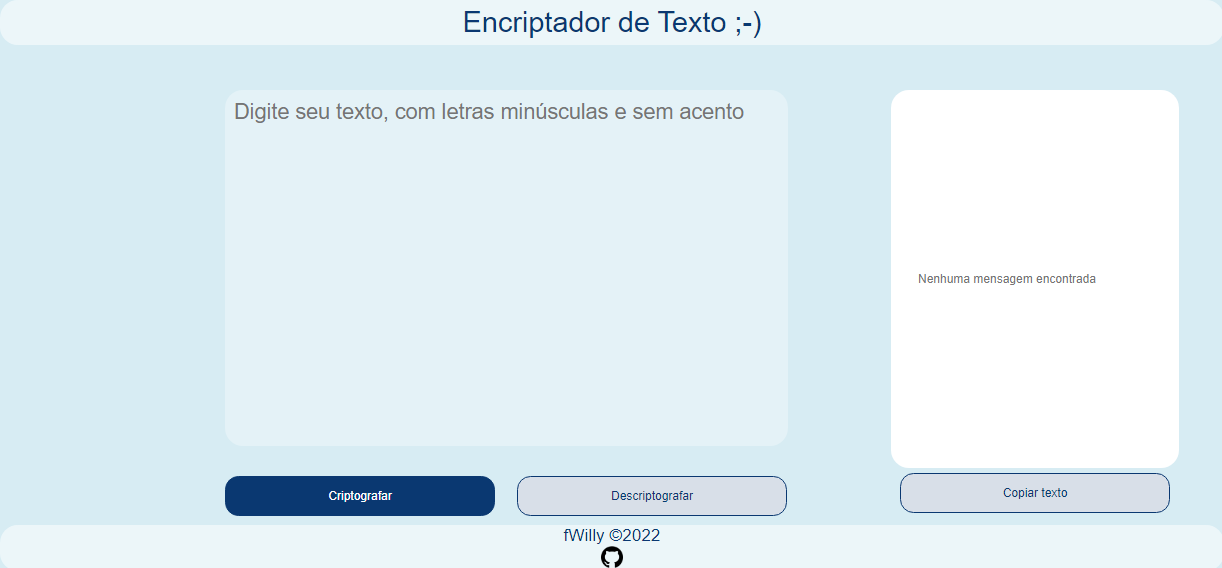 Encriptador de Texto ;-)
Digite seu texto, com letras minúsculas e sem acento
Nenhuma mensagem encontrada
Criptografar
Descriptografar
Copiar texto
fWilly ©2022